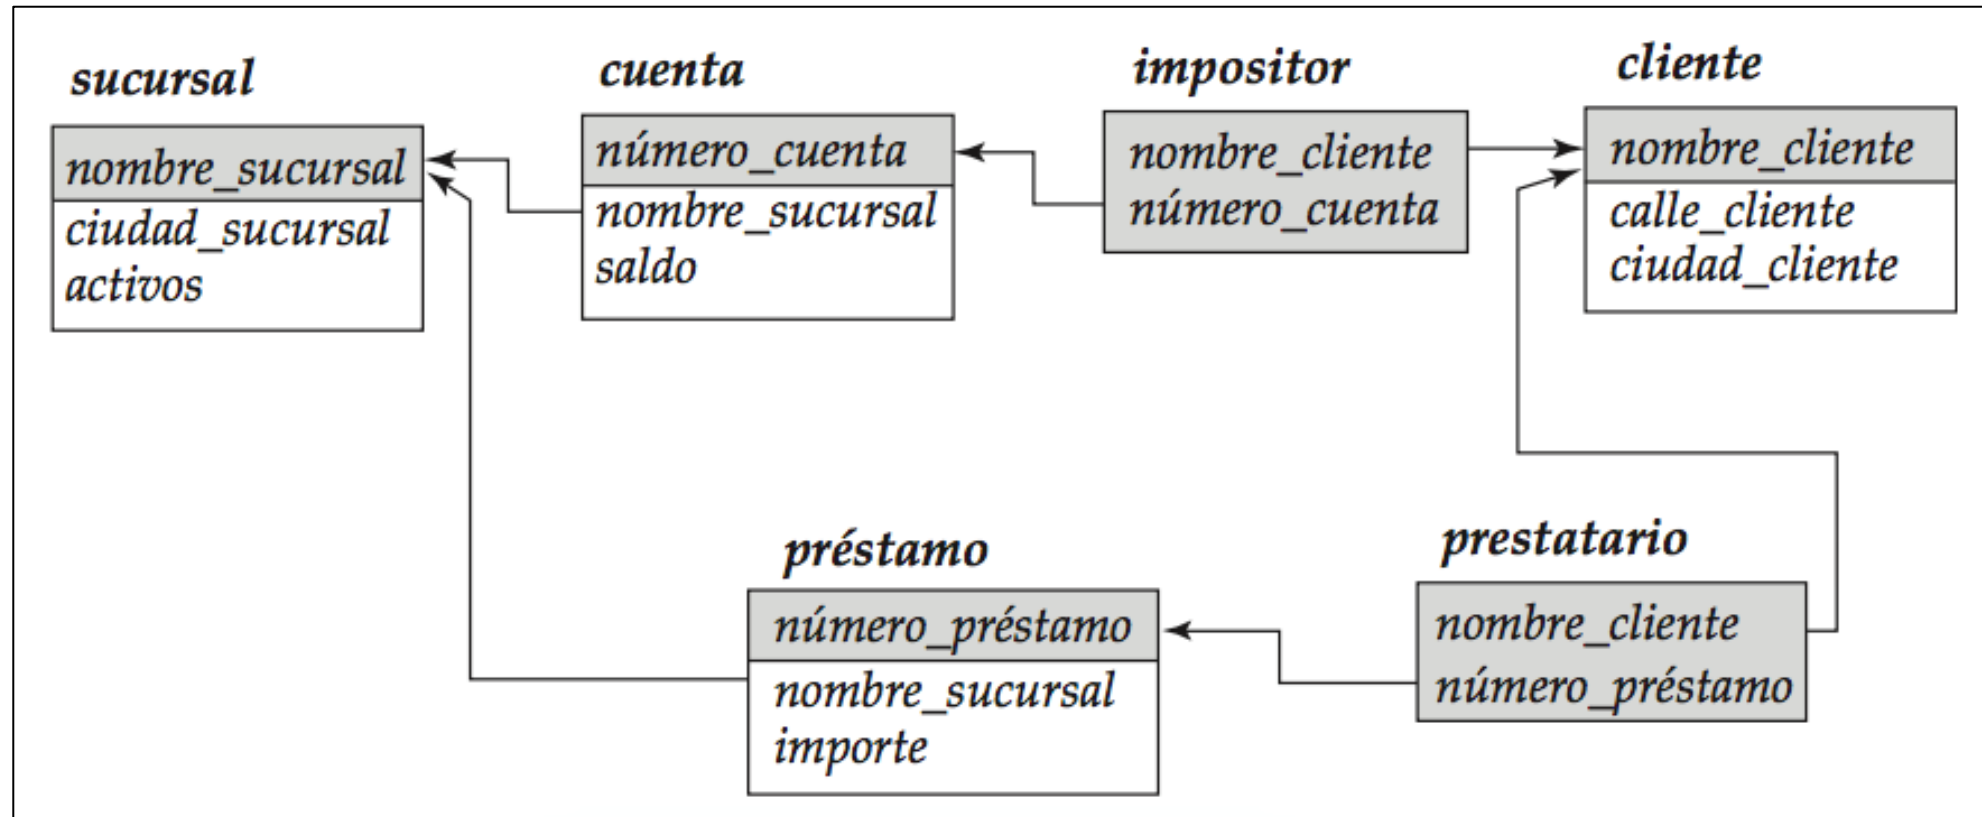 sucursal
nombre_sucursal
ciudad_sucursal
activos
cuenta
número_cuenta
nombre_sucursal
saldo
impositor
nombre_cliente
número_cuenta
cliente
nombre_cliente
calle_cliente
ciudad_cliente
préstamo
número_préstamo
nombre_sucursal
importe
prestatario
nombre_cliente
número_préstamo